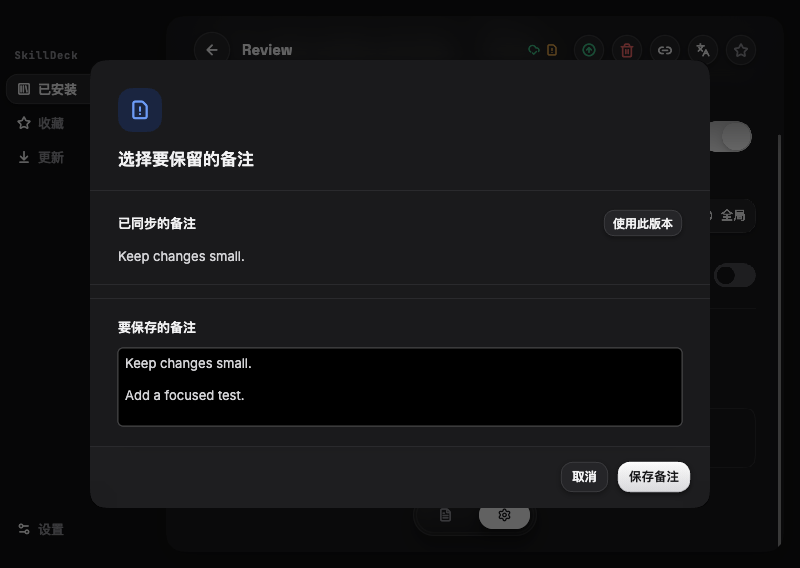 SkillDeck
Review
已安装
收藏
更新
选择要保留的备注
全局
已同步的备注
使用此版本
Keep changes small.
要保存的备注
Keep changes small.
Add a focused test.
取消
保存备注
设置